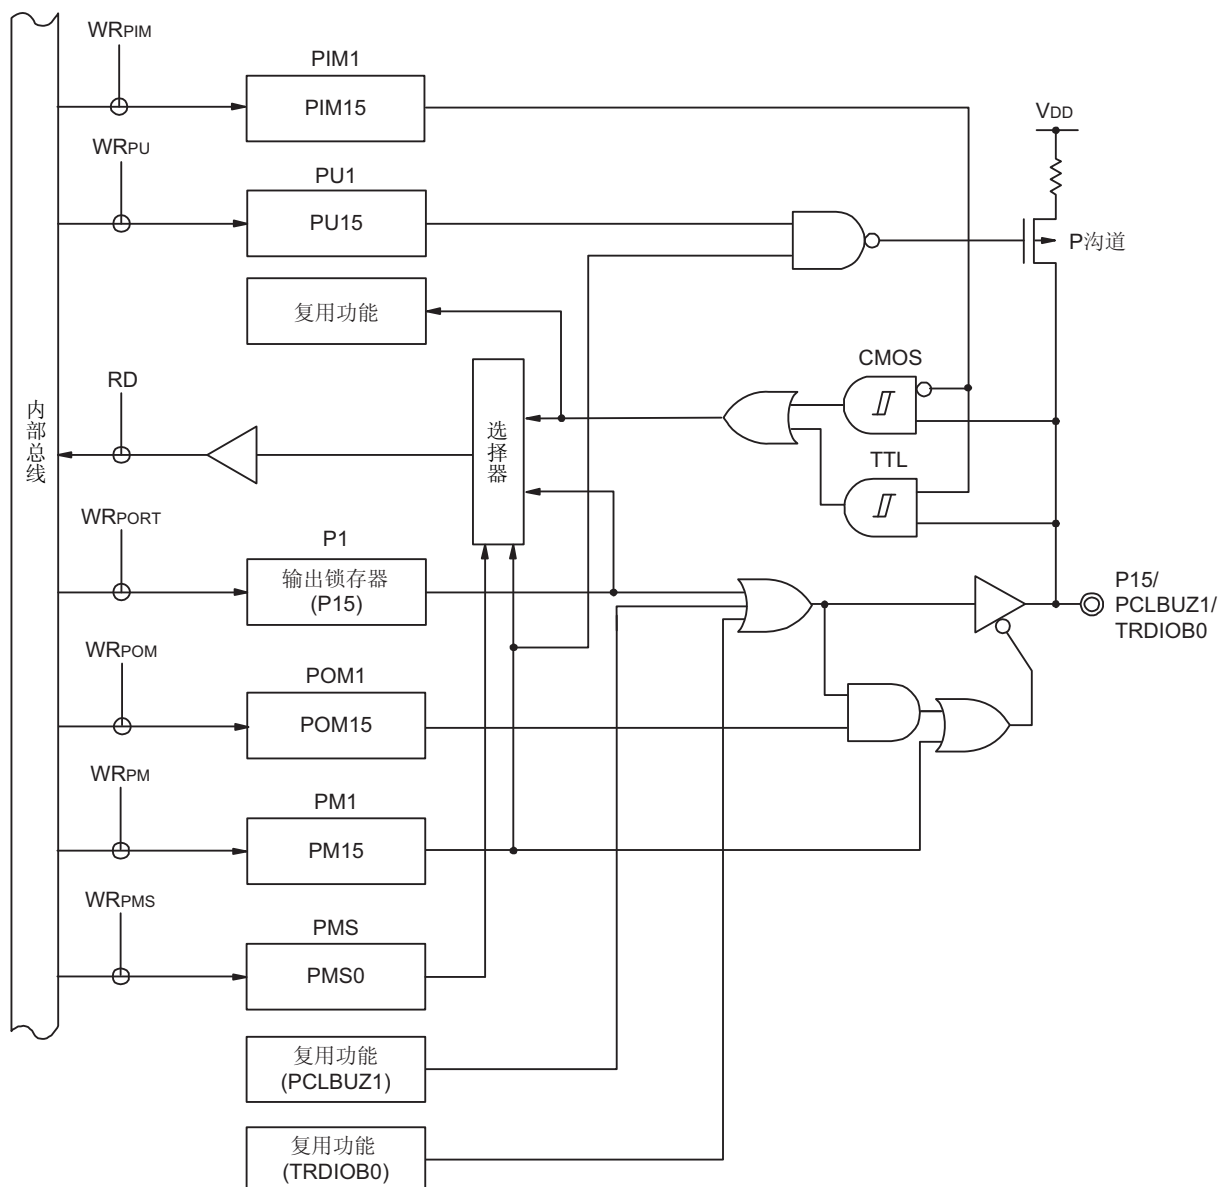 WRPIM
PIM1
PIM15
VDD
WRPU
PU1
PU15
P沟道
复用功能
CMOS
RD
内部总线
选择器
TTL
WRPORT
P1
输出锁存器
(P15)
P15/
PCLBUZ1/
TRDIOB0
WRPOM
POM1
POM15
WRPM
PM1
PM15
WRPMS
PMS
PMS0
复用功能
(PCLBUZ1)
复用功能
(TRDIOB0)